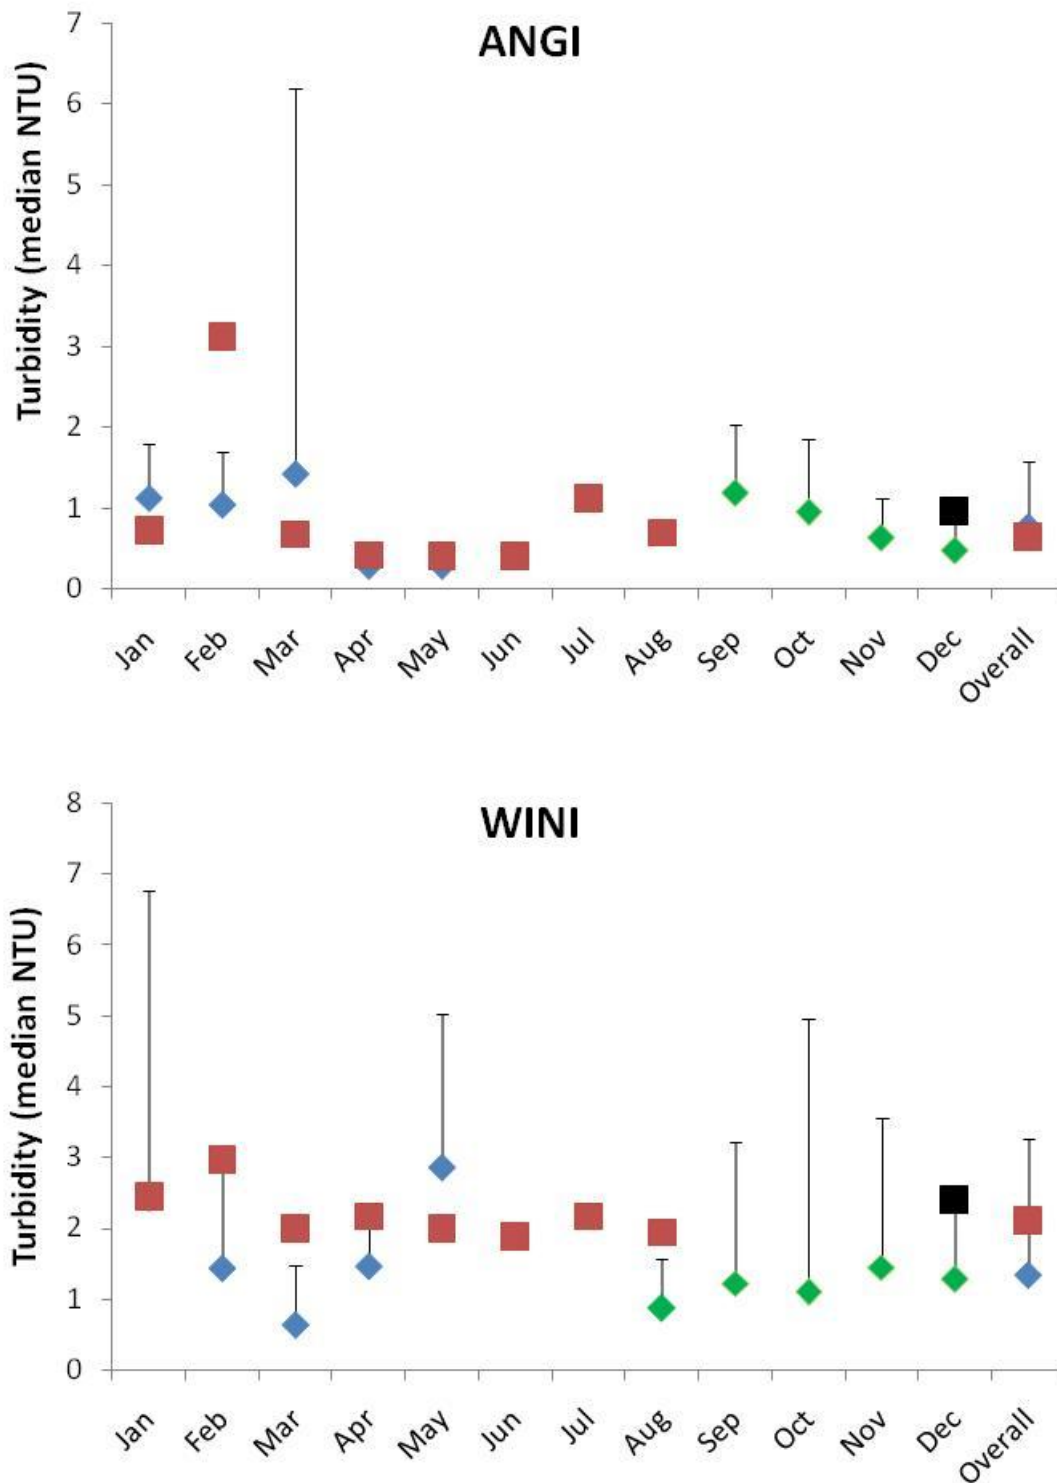 ANGI
Turbidity (median NTU)
7
6
5
4
3
2
1
0
Jan Feb Mar Apr May Jun Jul Aug Sep Oct Nov Dec Overall
WINI
Turbidity (median NTU)
8
7
6
5
4
3
2
1
0
Jan Feb Mar Apr May Jun Jul Aug Sep Oct Nov Dec Overall